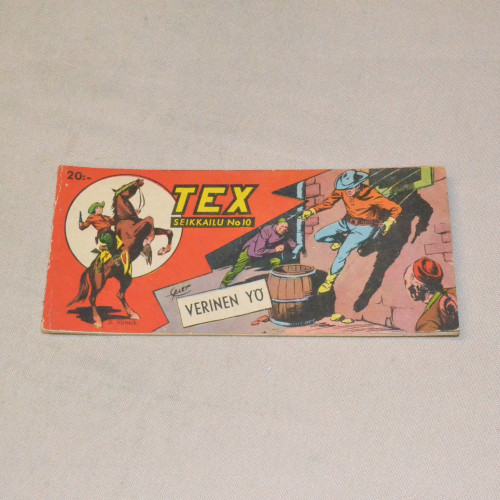 20:-
TEX
SEIKKAILU No 10
VERINEN YÖ